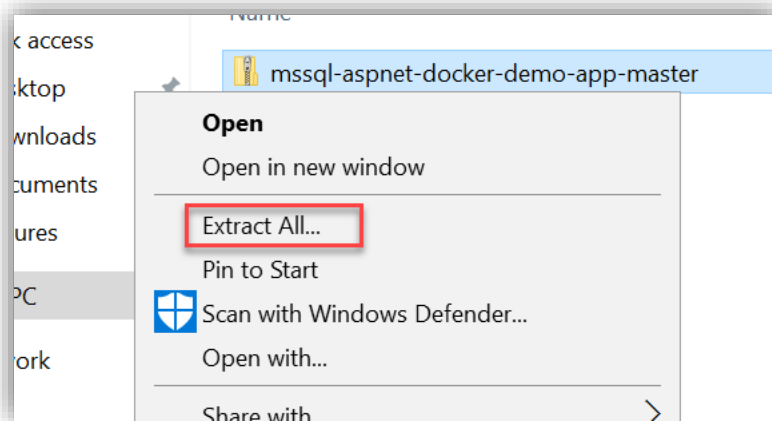 Name
k access
mssql-aspnet-docker-demo-app-master
sktop
Open
wnloads
Open in new window
cuments
Extract All...
ures
Pin to Start
PC
Scan with Windows Defender...
Open with...
ork
Share with